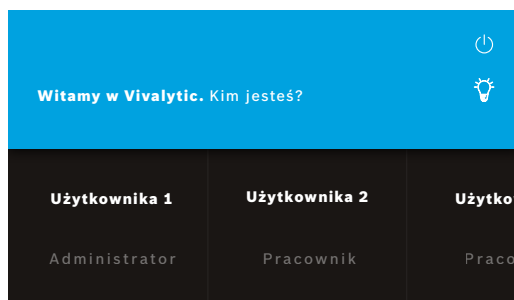 Witamy w Vivalytic. Kim jesteś?
Użytkownika 1 Użytkownika 2
Administrator Pracownik